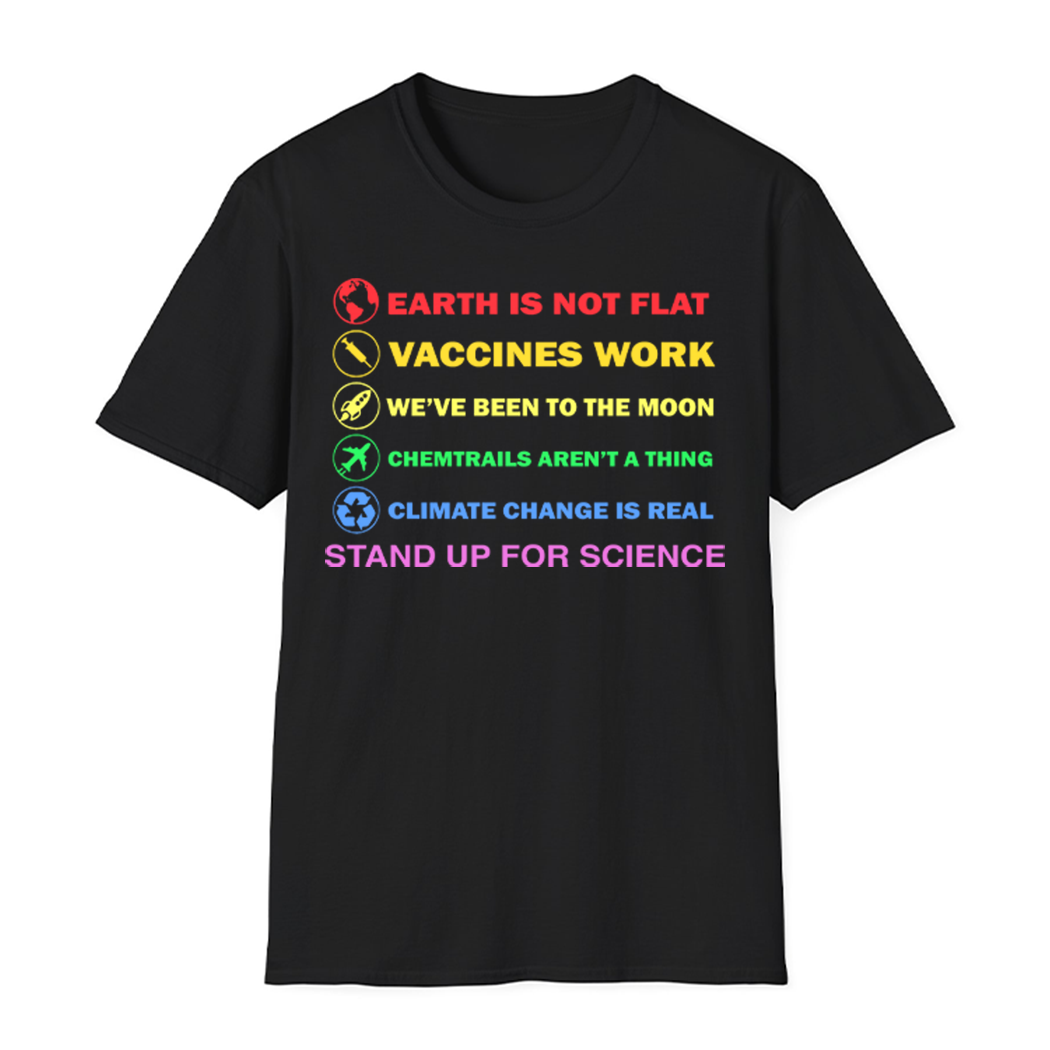 EARTH IS NOT FLAT
VACCINES WORK
WE'VE BEEN TO THE MOON
CHEMTRAILS AREN'T A THING
CLIMATE CHANGE IS REAL
STAND UP FOR SCIENCE